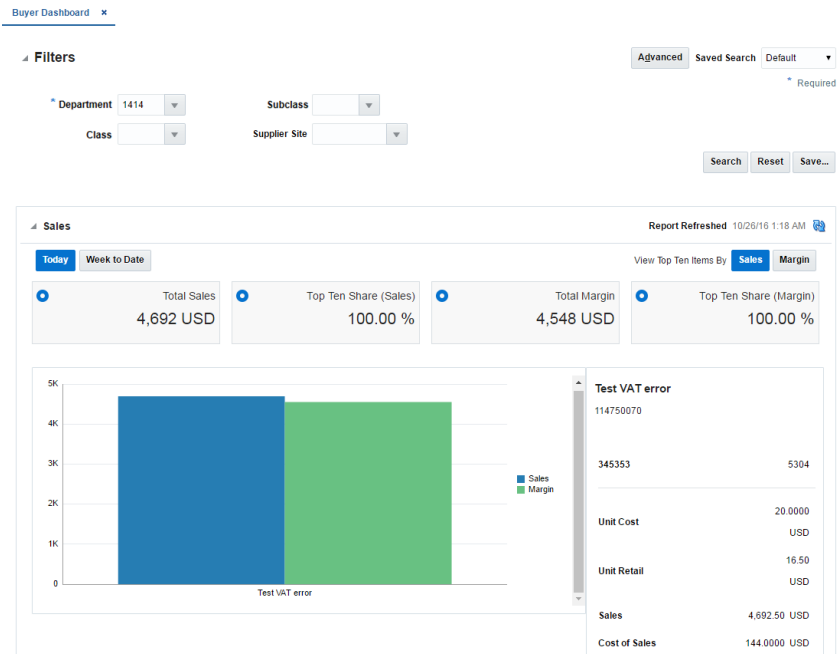 Buyer Dashboard ×
Filters
Advanced Saved Search Default
* Required
* Department 1414 Subclass
Class Supplier Site
Search Reset Save...
Sales Report Refreshed 10/26/16 1:18 AM
Today Week to Date View Top Ten Items By Sales Margin
Total Sales Top Ten Share (Sales) Total Margin Top Ten Share (Margin)
4,692 USD 100.00 % 4,548 USD 100.00 %
5K
4K
3K
2K
1K
0
Test VAT error
Sales
Margin
Test VAT error
114750070
345353 5304
Unit Cost 20.0000
USD
Unit Retail 16.50
USD
Sales 4,692.50 USD
Cost of Sales 144.0000 USD